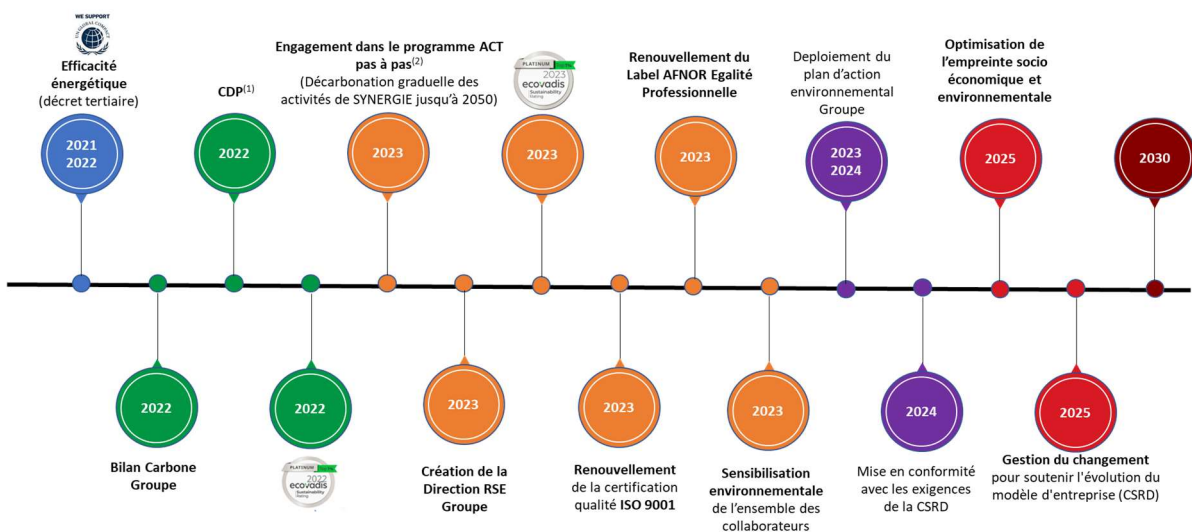 WE SUPPORT
Efficacité
énergétique
(décret tertiaire)
2021
2022
CDP(1)
2022
Engagement dans le programme ACT
pas à pas(2)
(Décarbonation graduelle des
activités de SYNERGIE jusqu'à 2050)
2023
PLATINUM
2023
ecovadis
Sustainability
Rating
2023
Renouvellement du
Label AFNOR Egalité
Professionnelle
2023
Deploiement du
plan d'action
environnemental
Groupe
2023
2024
Optimisation de
l'empreinte socio
économique et
environnementale
2025
2030
2022
Bilan Carbone
Groupe
2022
PLATINUM
2022
ecovadis
Sustainability
Rating
2023
Création de la
Direction RSE
Groupe
2023
Renouvellement
de la certification
qualité ISO 9001
2023
Sensibilisation
environnementale
de l'ensemble des
collaborateurs
2024
Mise en conformité
avec les exigences
de la CSRD
2025
Gestion du changement
pour soutenir l'évolution du
modèle d'entreprise (CSRD)